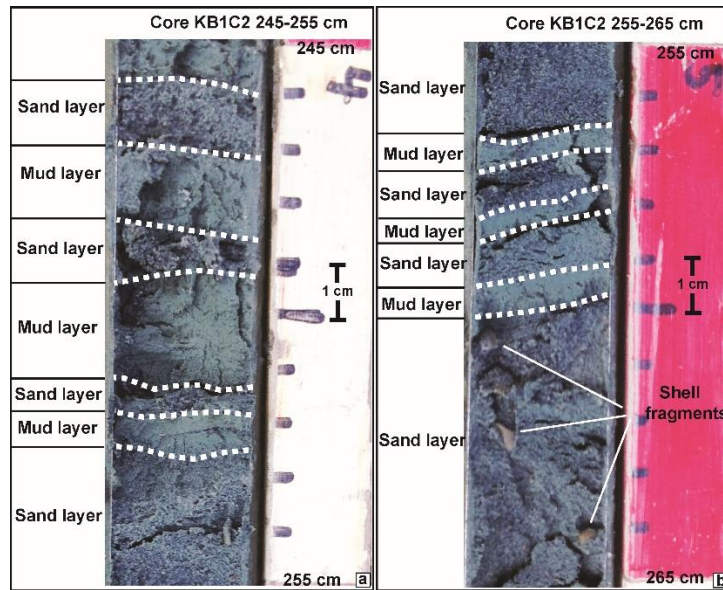 Core KB1C2 245-255 cm
245 cm
Sand layer
Mud layer
Sand layer
Mud layer
Sand layer
Mud layer
Sand layer
1 cm
255 cm
a
Core KB1C2 255-265 cm
255 cm
Sand layer
Mud layer
Sand layer
Mud layer
Sand layer
Mud layer
Sand layer
1 cm
Shell
fragments
265 cm
b